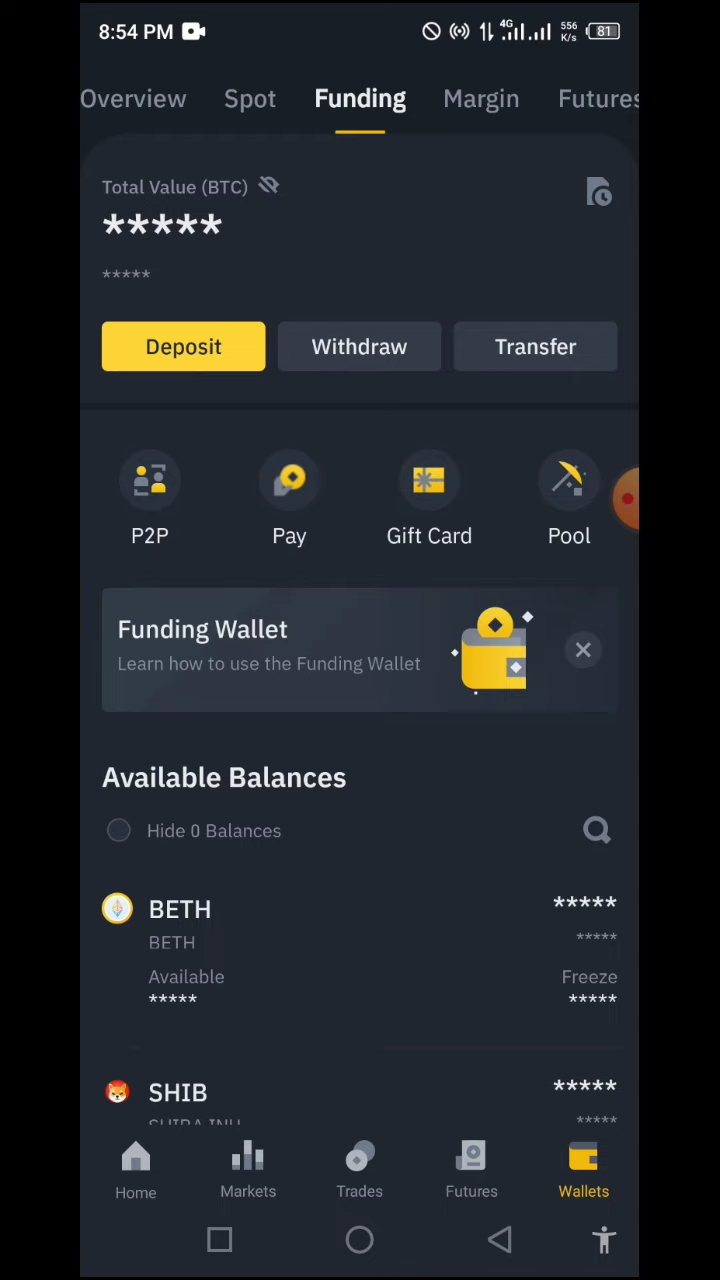 8:54 PM
4G
556 K/s
81
Overview Spot Funding Margin Futures
Total Value (BTC)
*****
*****
Deposit Withdraw Transfer
P2P Pay Gift Card Pool
Funding Wallet
Learn how to use the Funding Wallet
Available Balances
Hide 0 Balances
BETH *****
BETH *****
Available Freeze
***** *****
SHIB *****
SHIBA INU *****
Home Markets Trades Futures Wallets